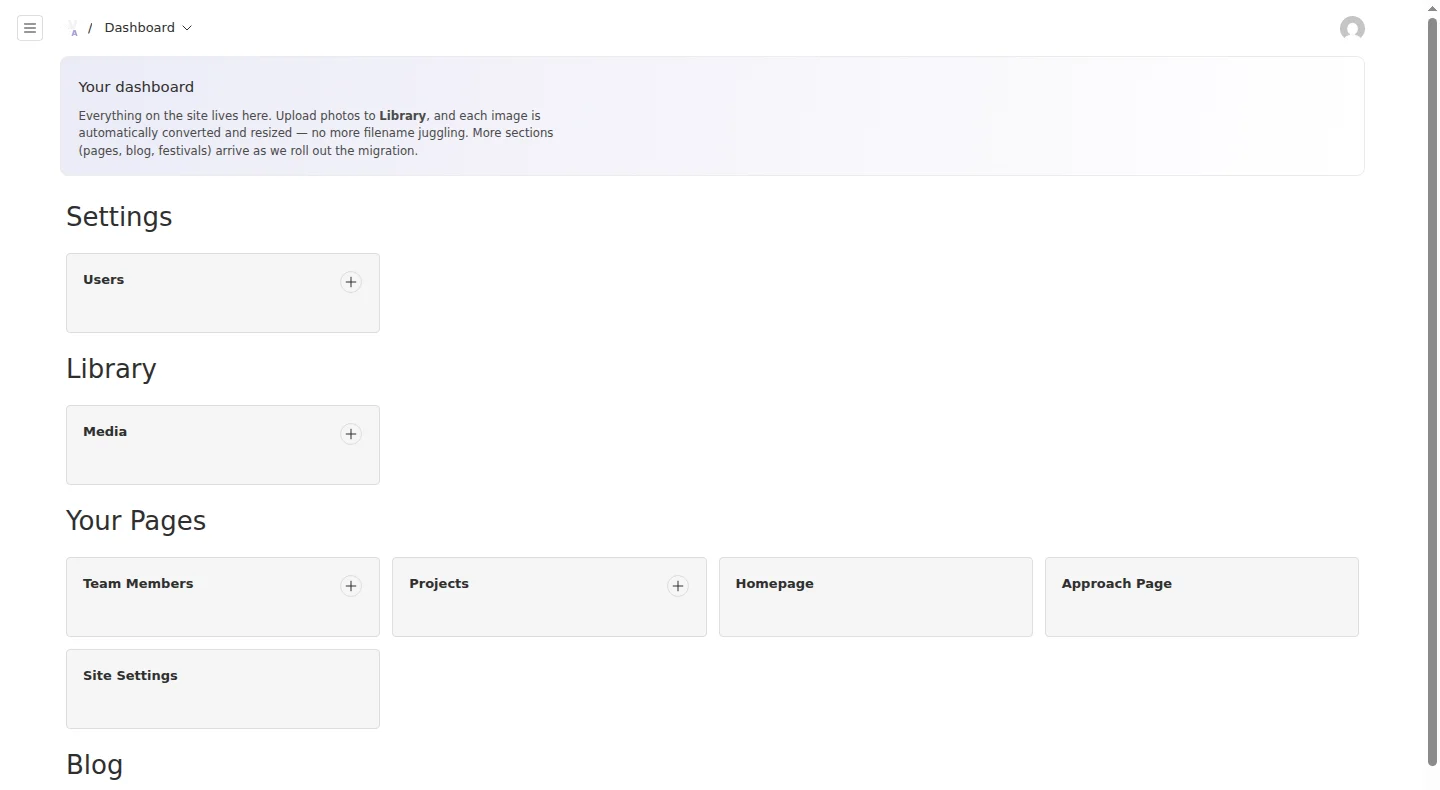 / Dashboard
Your dashboard
Everything on the site lives here. Upload photos to Library, and each image is
automatically converted and resized — no more filename juggling. More sections
(pages, blog, festivals) arrive as we roll out the migration.
Settings
Users
Library
Media
Your Pages
Team Members
Projects
Homepage
Approach Page
Site Settings
Blog